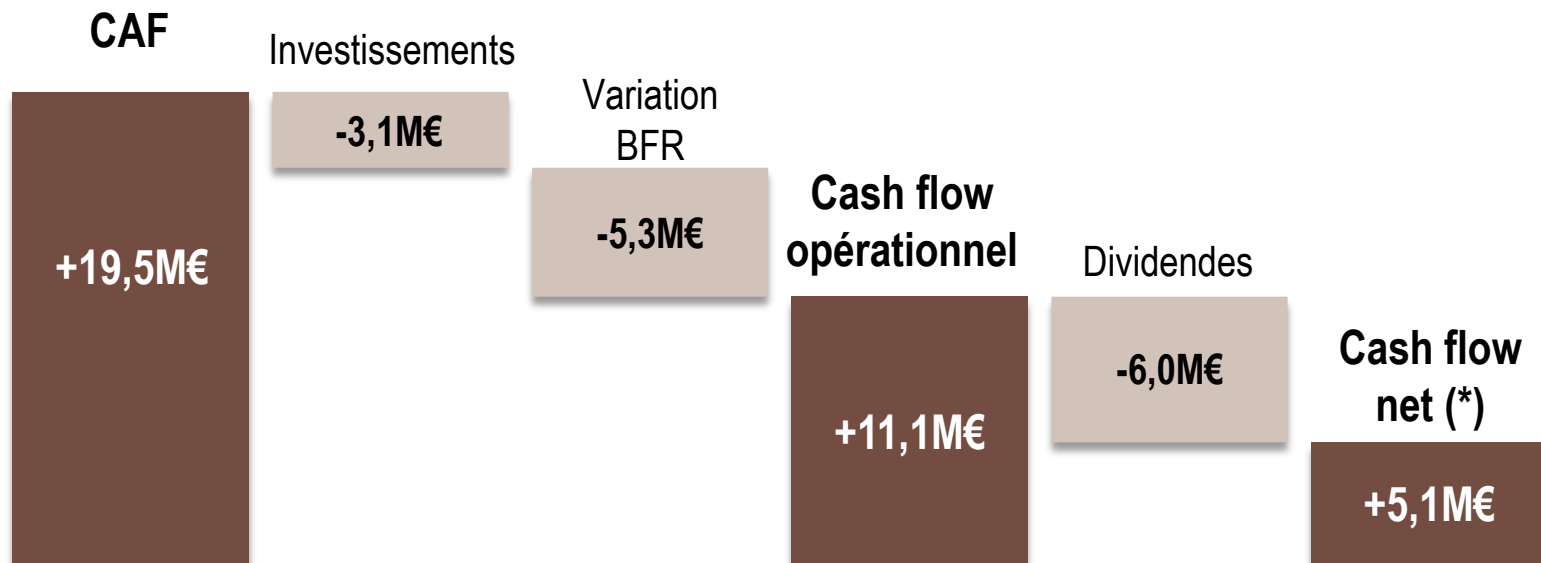 CAF
+19,5M€
Investissements
-3,1M€
Variation
BFR
-5,3M€
Cash flow
opérationnel
+11,1M€
Dividendes
-6,0M€
Cash flow
net (*)
+5,1M€